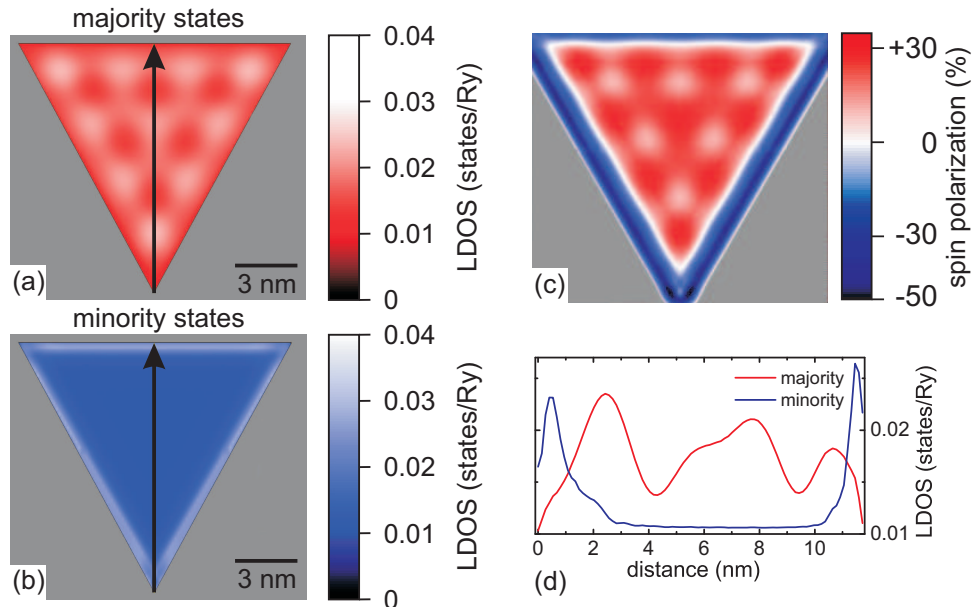 majority states
(a)
3 nm
0.04
0.03
0.02
0.01
0
LDOS (states/Ry)
(c)
+30
0
-30
-50
spin polarization (%)
minority states
(b)
3 nm
0.04
0.03
0.02
0.01
0
LDOS (states/Ry)
majority
minority
0.02
0.01
LDOS (states/Ry)
0 2 4 6 8 10
distance (nm)
(d)